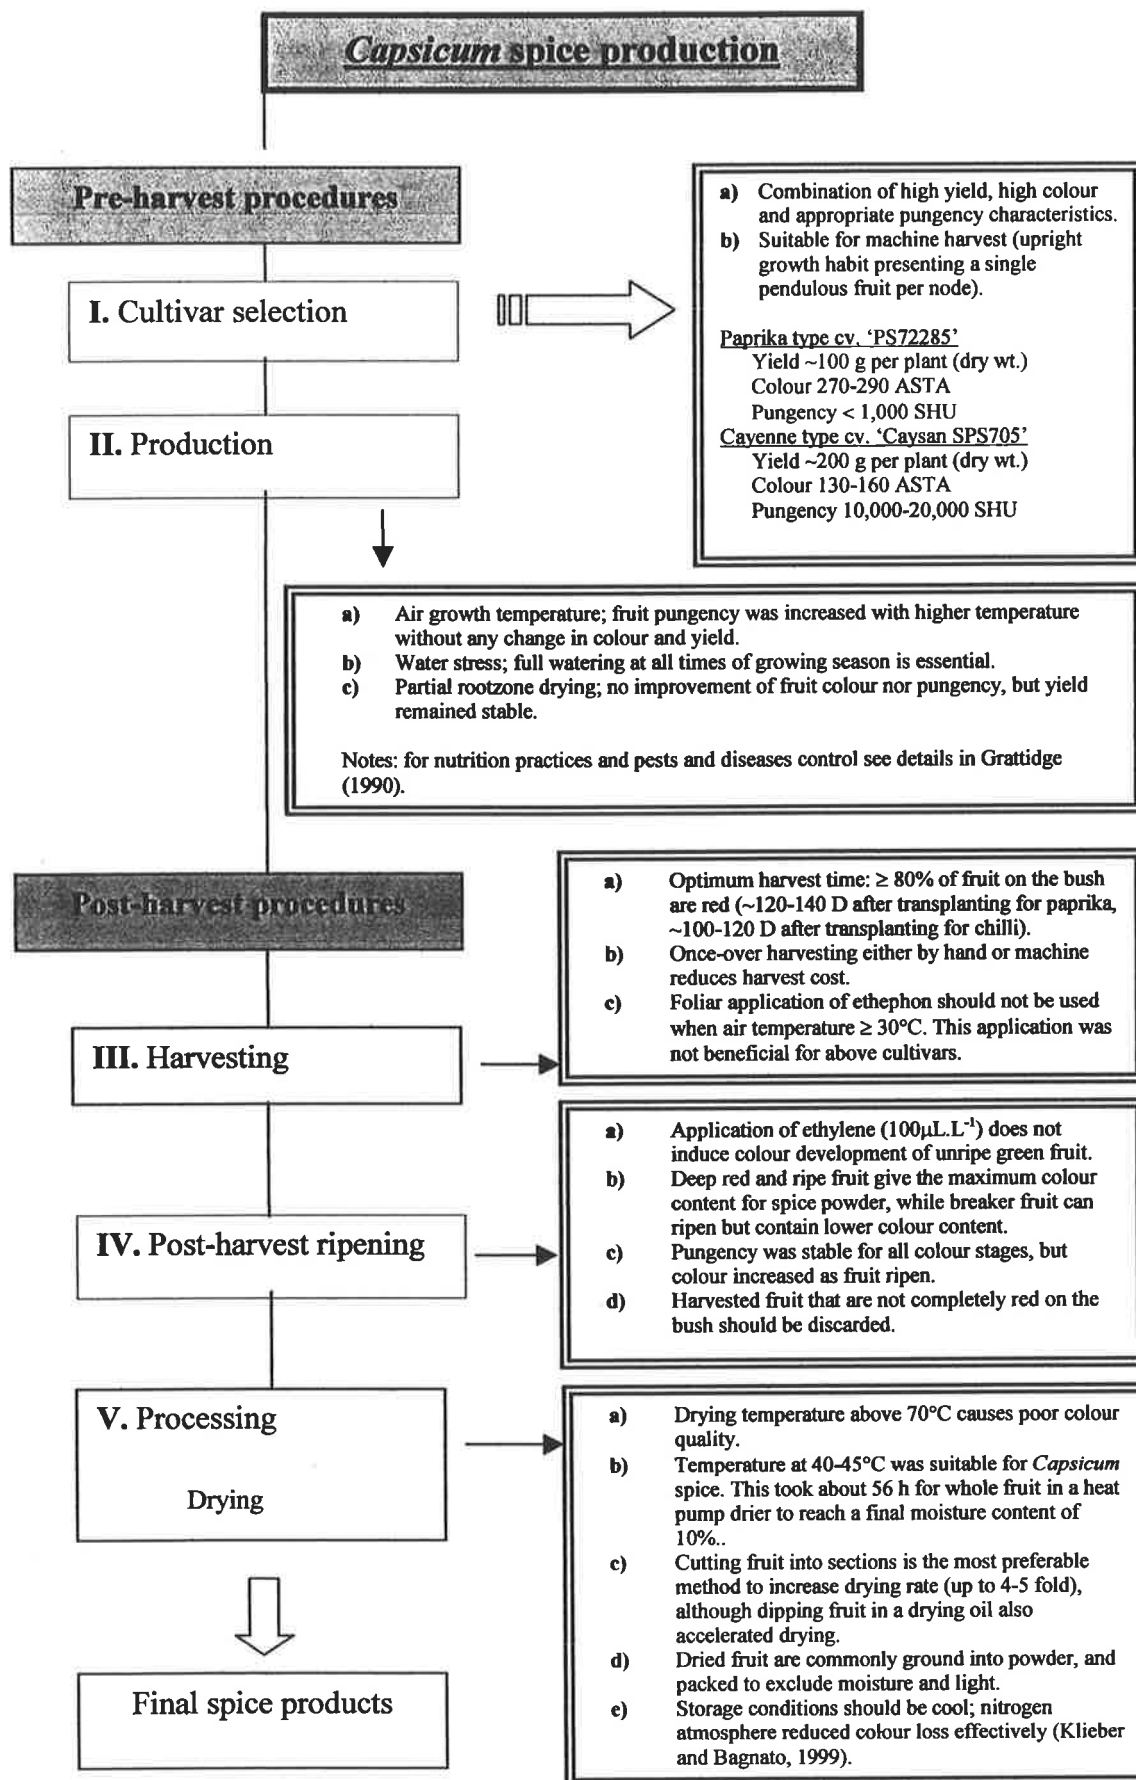 Capsicum spice production
Pre-harvest procedures
I. Cultivar selection
a) Combination of high yield, high colour
and appropriate pungency characteristics.
b) Suitable for machine harvest (upright
growth habit presenting a single
pendulous fruit per node).
Paprika type cv. 'PS72285'
Yield ~100 g per plant (dry wt.)
Colour 270-290 ASTA
Pungency < 1,000 SHU
Cayenne type cv. 'Caysan SPS705'
Yield ~200 g per plant (dry wt.)
Colour 130-160 ASTA
Pungency 10,000-20,000 SHU
II. Production
a) Air growth temperature; fruit pungency was increased with higher temperature
without any change in colour and yield.
b) Water stress; full watering at all times of growing season is essential.
c) Partial rootzone drying; no improvement of fruit colour nor pungency, but yield
remained stable.
Notes: for nutrition practices and pests and diseases control see details in Grattidge
(1990).
Post-harvest procedures
III. Harvesting
a) Optimum harvest time: ≥ 80% of fruit on the bush
are red (~120-140 D after transplanting for paprika,
~100-120 D after transplanting for chilli).
b) Once-over harvesting either by hand or machine
reduces harvest cost.
c) Foliar application of ethephon should not be used
when air temperature ≥ 30°C. This application was
not beneficial for above cultivars.
IV. Post-harvest ripening
a) Application of ethylene (100µL.L⁻¹) does not
induce colour development of unripe green fruit.
b) Deep red and ripe fruit give the maximum colour
content for spice powder, while breaker fruit can
ripen but contain lower colour content.
c) Pungency was stable for all colour stages, but
colour increased as fruit ripen.
d) Harvested fruit that are not completely red on the
bush should be discarded.
V. Processing
Drying
a) Drying temperature above 70°C causes poor colour
quality.
b) Temperature at 40-45°C was suitable for Capsicum
spice. This took about 56 h for whole fruit in a heat
pump drier to reach a final moisture content of
10%..
c) Cutting fruit into sections is the most preferable
method to increase drying rate (up to 4-5 fold),
although dipping fruit in a drying oil also
accelerated drying.
d) Dried fruit are commonly ground into powder, and
packed to exclude moisture and light.
e) Storage conditions should be cool; nitrogen
atmosphere reduced colour loss effectively (Klieber
and Bagnato, 1999).
Final spice products